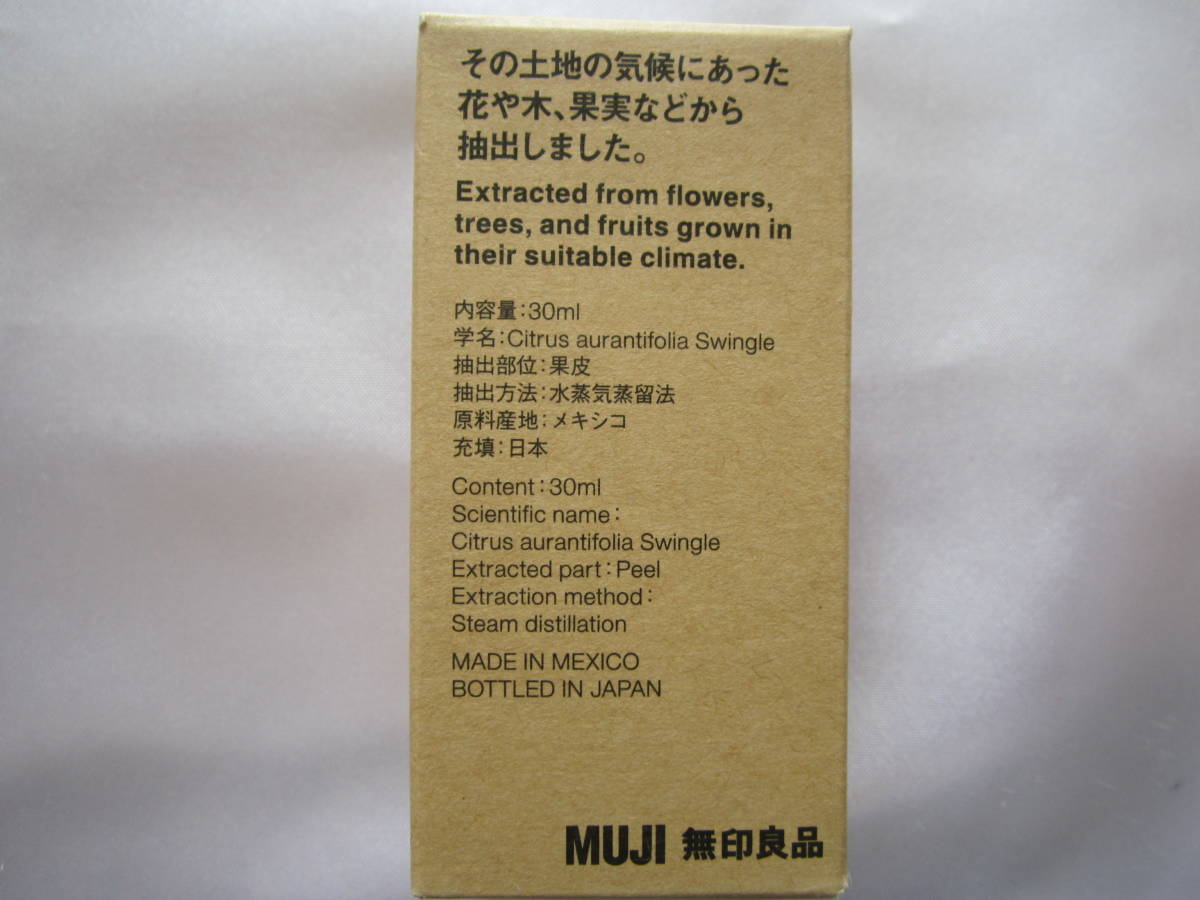 その土地の気候にあった
花や木、果実などから
抽出しました。
Extracted from flowers,
trees, and fruits grown in
their suitable climate.
内容量：30ml
学名：Citrus aurantifolia Swingle
抽出部位：果皮
抽出方法：水蒸気蒸留法
原料産地：メキシコ
充填：日本
Content：30ml
Scientific name：
Citrus aurantifolia Swingle
Extracted part：Peel
Extraction method：
Steam distillation
MADE IN MEXICO
BOTTLED IN JAPAN
MUJI 無印良品